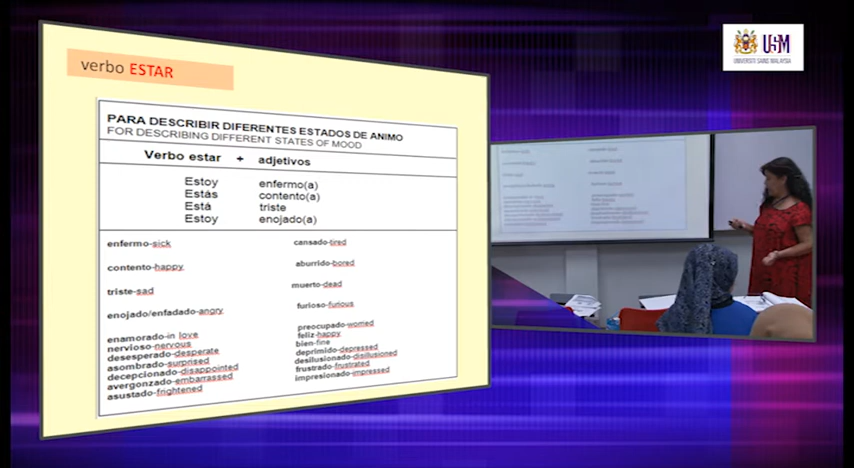 verbo ESTAR
PARA DESCRIBIR DIFERENTES ESTADOS DE ANIMO
FOR DESCRIBING DIFFERENT STATES OF MOOD
Verbo estar + adjetivos
Estoy enfermo(a)
Estás contento(a)
Está triste
Estoy enojado(a)
enfermo-sick cansado-tired
contento-happy aburrido-bored
triste-sad muerto-dead
enojado/enfadado-angry furioso-furious
enamorado-in love preocupado-worried
nervioso-nervous feliz-happy
desesperado-desperate bien-fine
asombrado-surprised deprimido-depressed
decepcionado-disappointed desilusionado-disillusioned
avergonzado-embarrassed frustrado-frustrated
asustado-frightened impresionado-impressed
USM
UNIVERSITI SAINS MALAYSIA